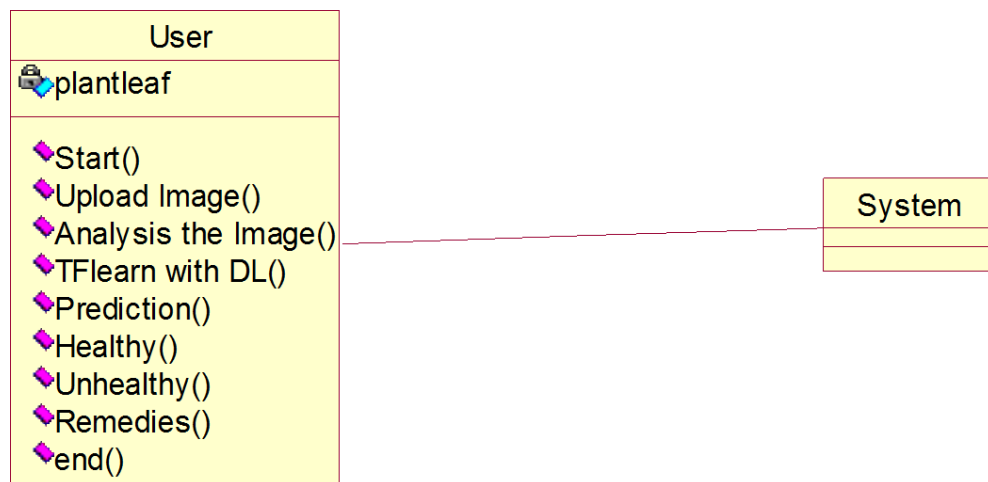 User
plantleaf
Start()
Upload Image()
Analysis the Image()
TFlearn with DL()
Prediction()
Healthy()
Unhealthy()
Remedies()
end()
System